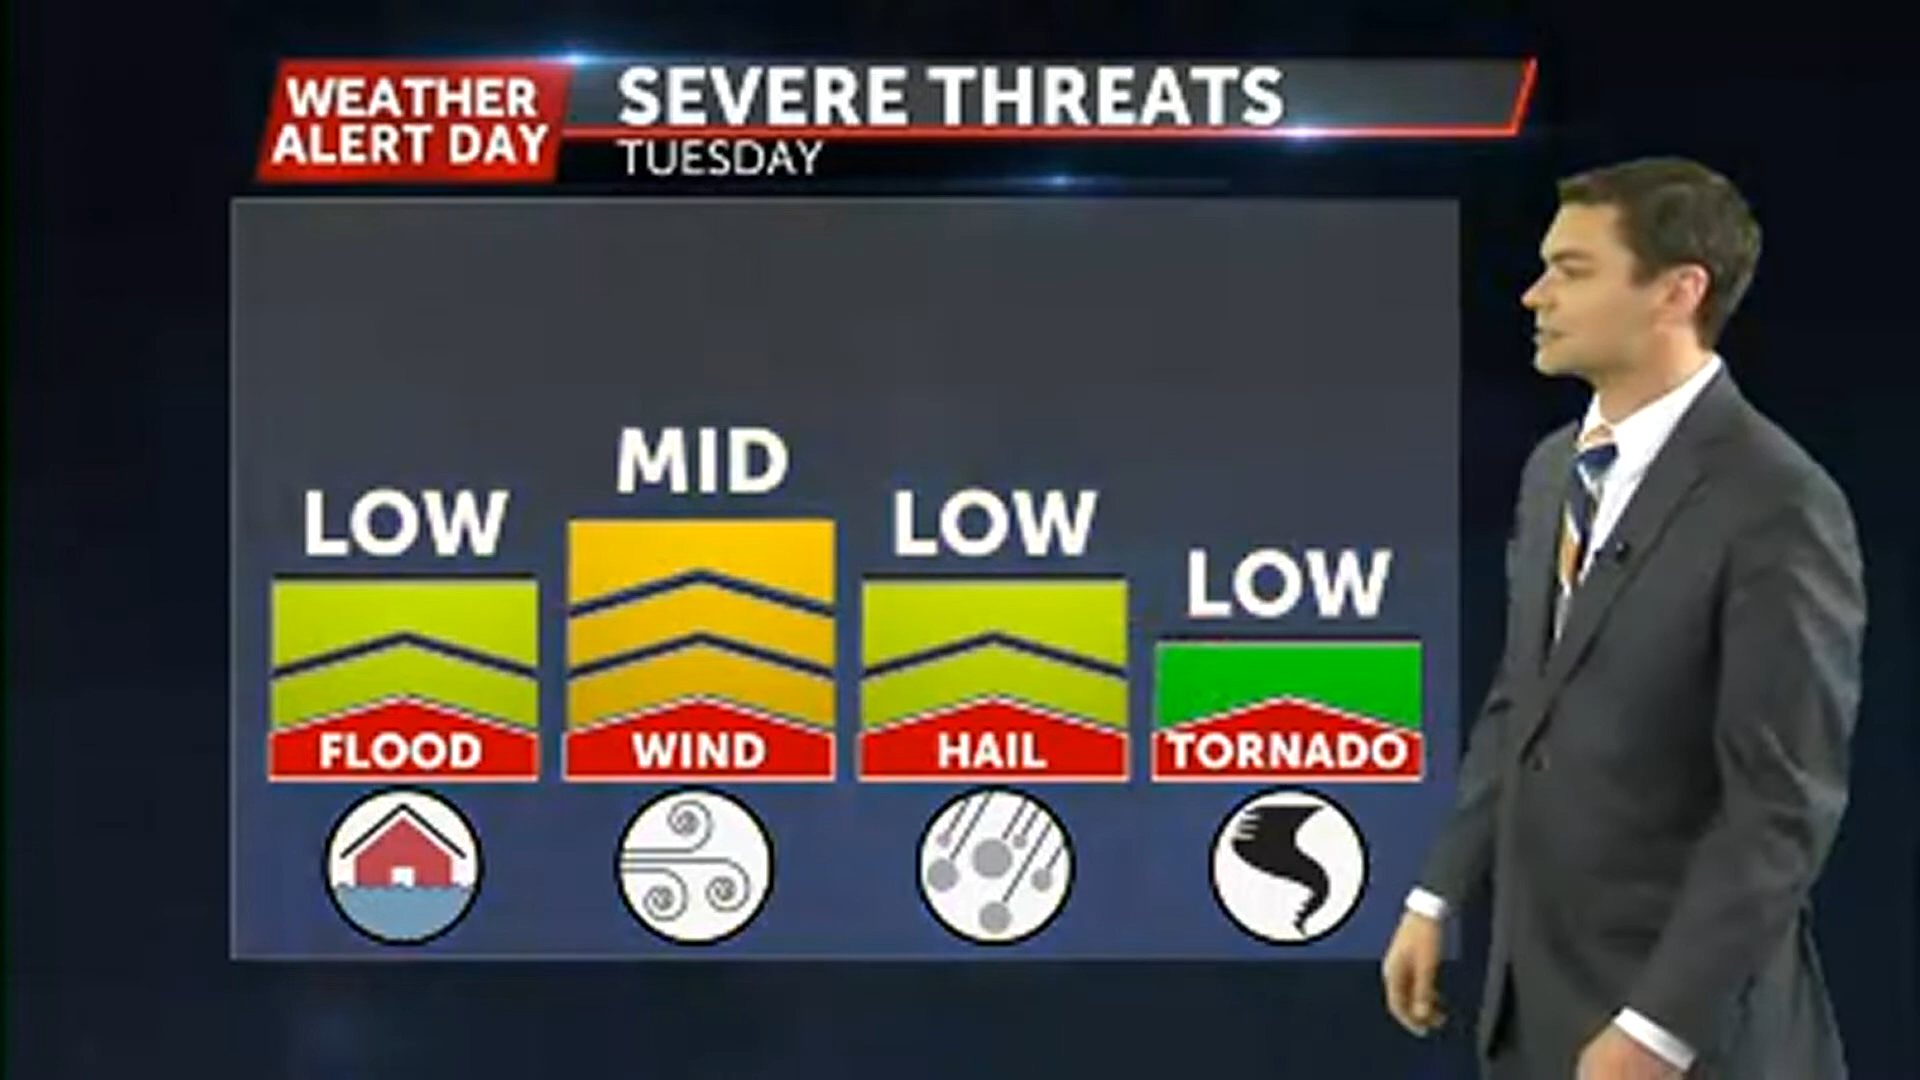 WEATHER
ALERT DAY
SEVERE THREATS
TUESDAY
LOW
MID
LOW
LOW
FLOOD
WIND
HAIL
TORNADO